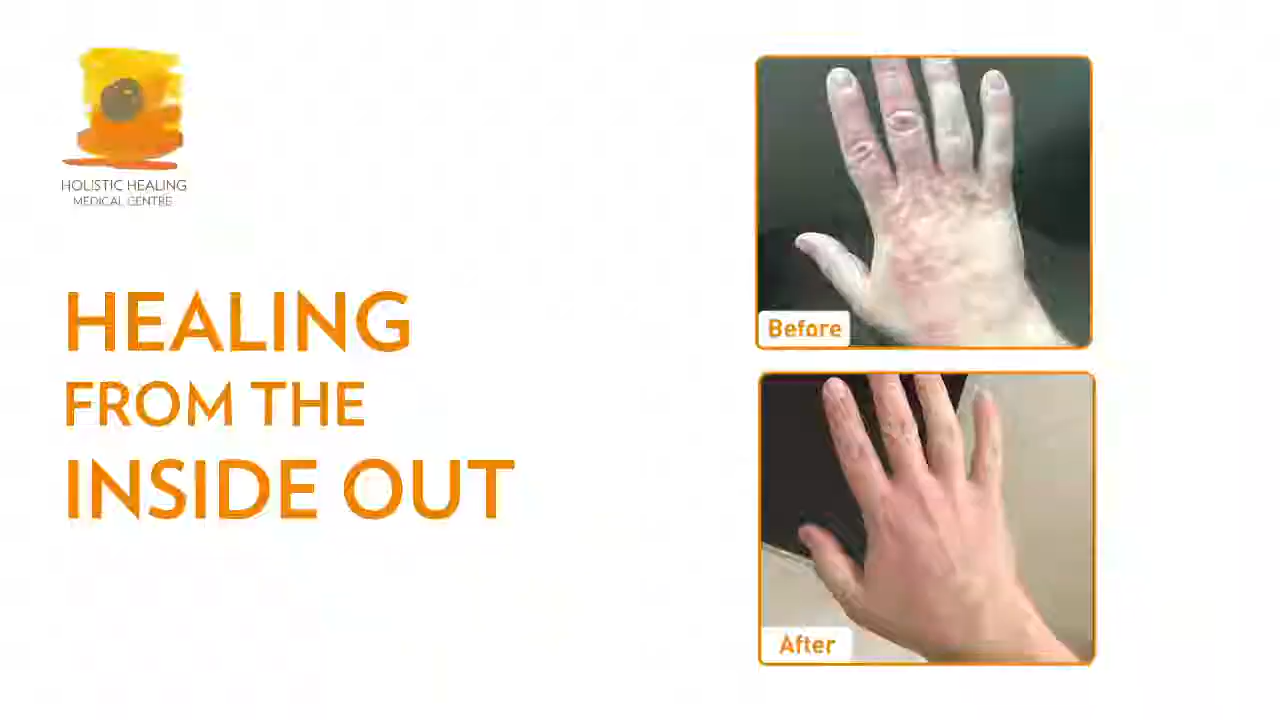 HOLISTIC HEALING
MEDICAL CENTRE
HEALING
FROM THE
INSIDE OUT
Before
After